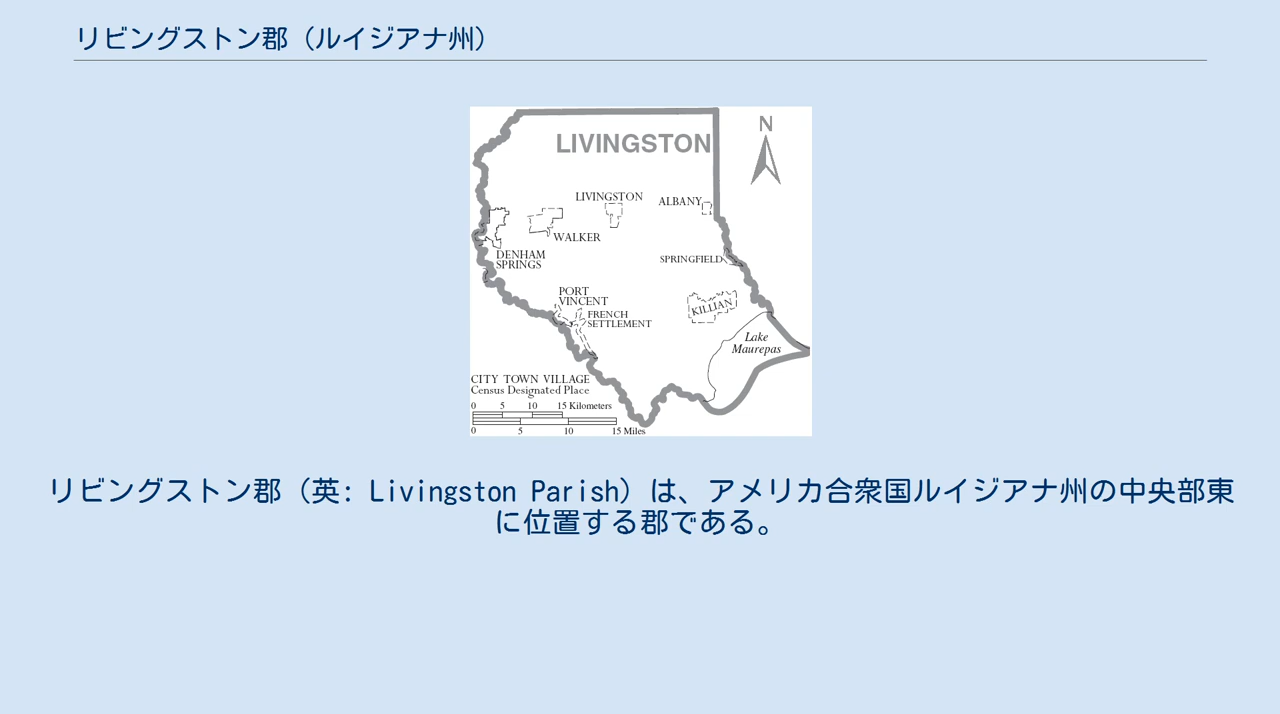 リビングストン郡（ルイジアナ州）
LIVINGSTON
N
LIVINGSTON
ALBANY
WALKER
DENHAM
SPRINGS
SPRINGFIELD
PORT
VINCENT
FRENCH
SETTLEMENT
KILLIAN
Lake
Maurepas
CITY TOWN VILLAGE
Census Designated Place
0 5 10 15 Kilometers
0 5 10 15 Miles
リビングストン郡（英: Livingston Parish）は、アメリカ合衆国ルイジアナ州の中央部東
に位置する郡である。